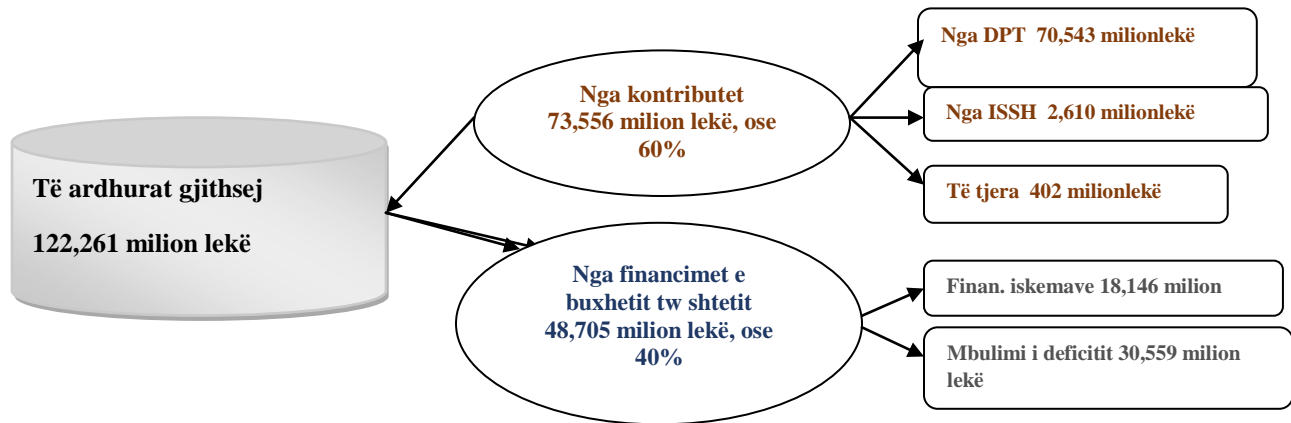 Të ardhurat gjithsej
122,261 milion lekë
Nga kontributet
73,556 milion lekë, ose
60%
Nga DPT 70,543 milionlekë
Nga ISSH 2,610 milionlekë
Të tjera 402 milionlekë
Nga financimet e
buxhetit tw shtetit
48,705 milion lekë, ose
40%
Finan. iskemave 18,146 milion
Mbulimi i deficitit 30,559 milion
lekë